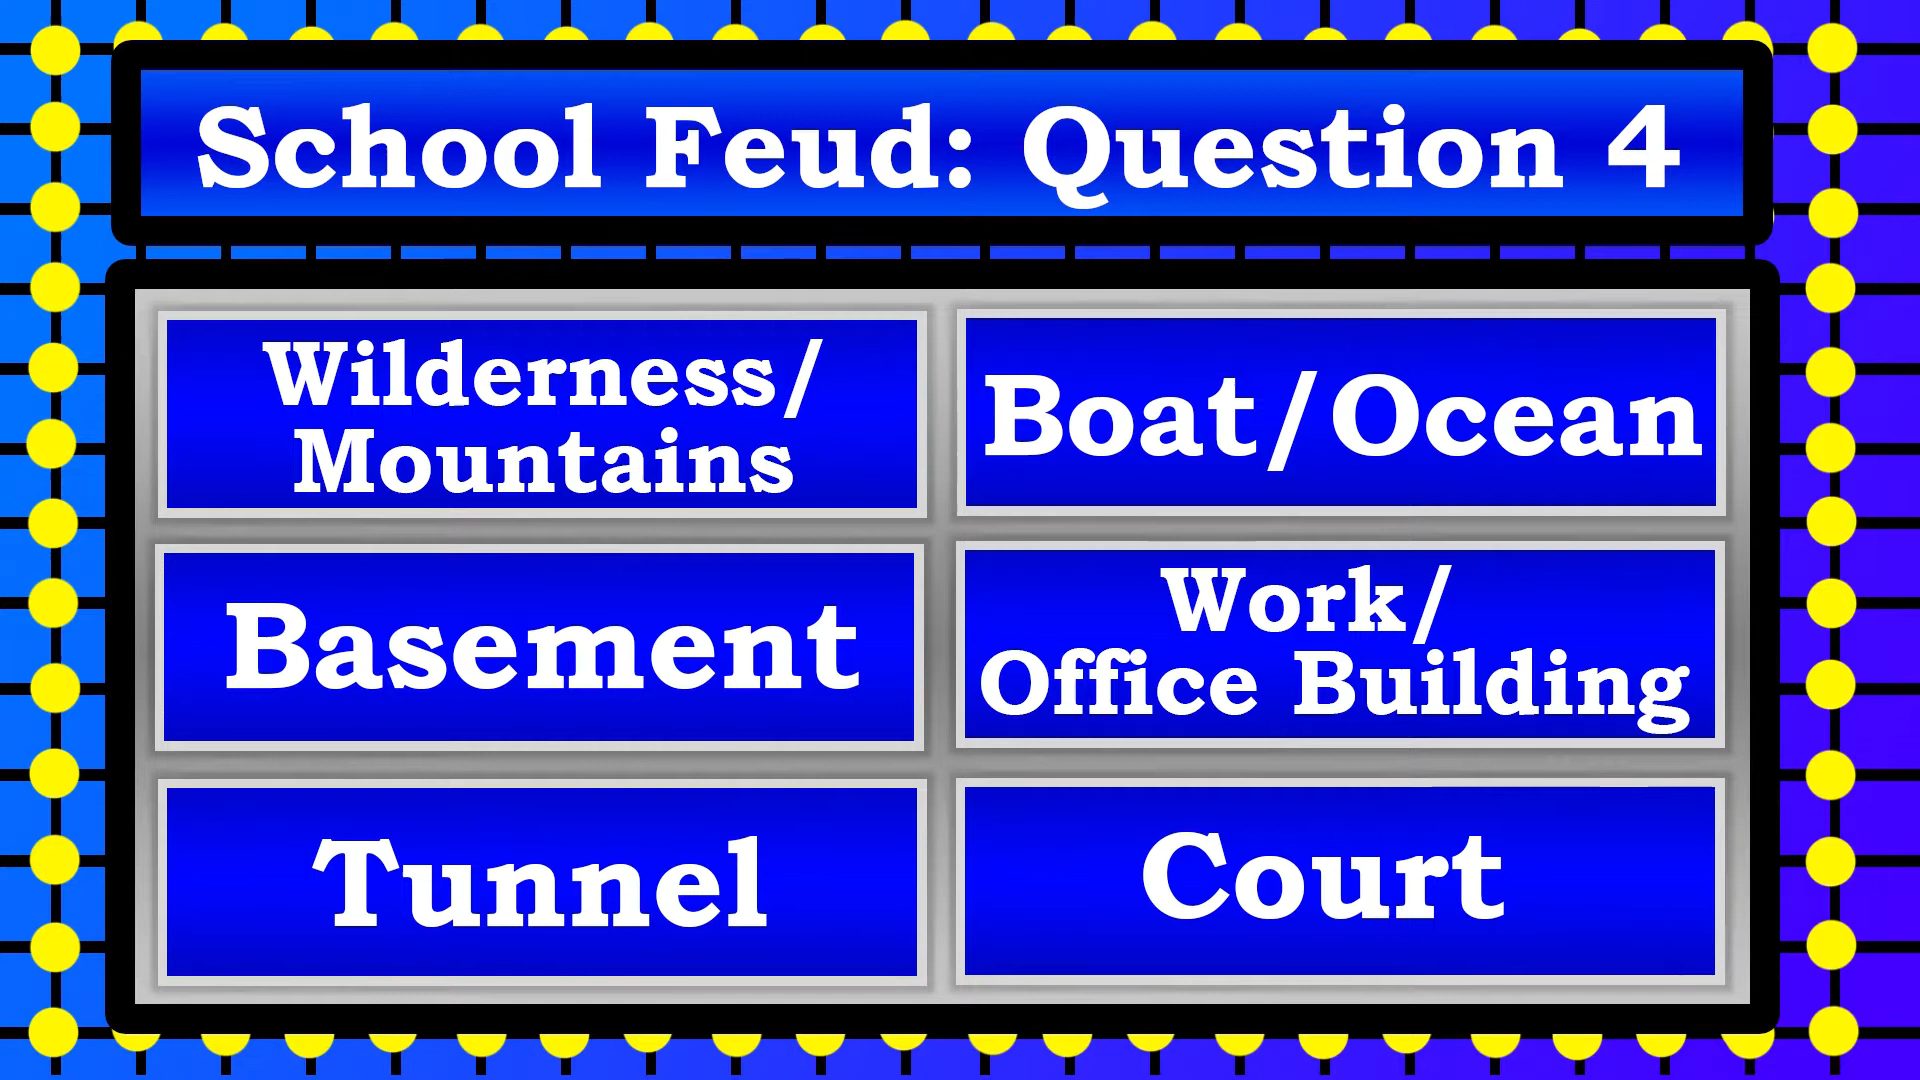 School Feud: Question 4
Wilderness/
Mountains
Boat/Ocean
Basement
Work/
Office Building
Tunnel
Court